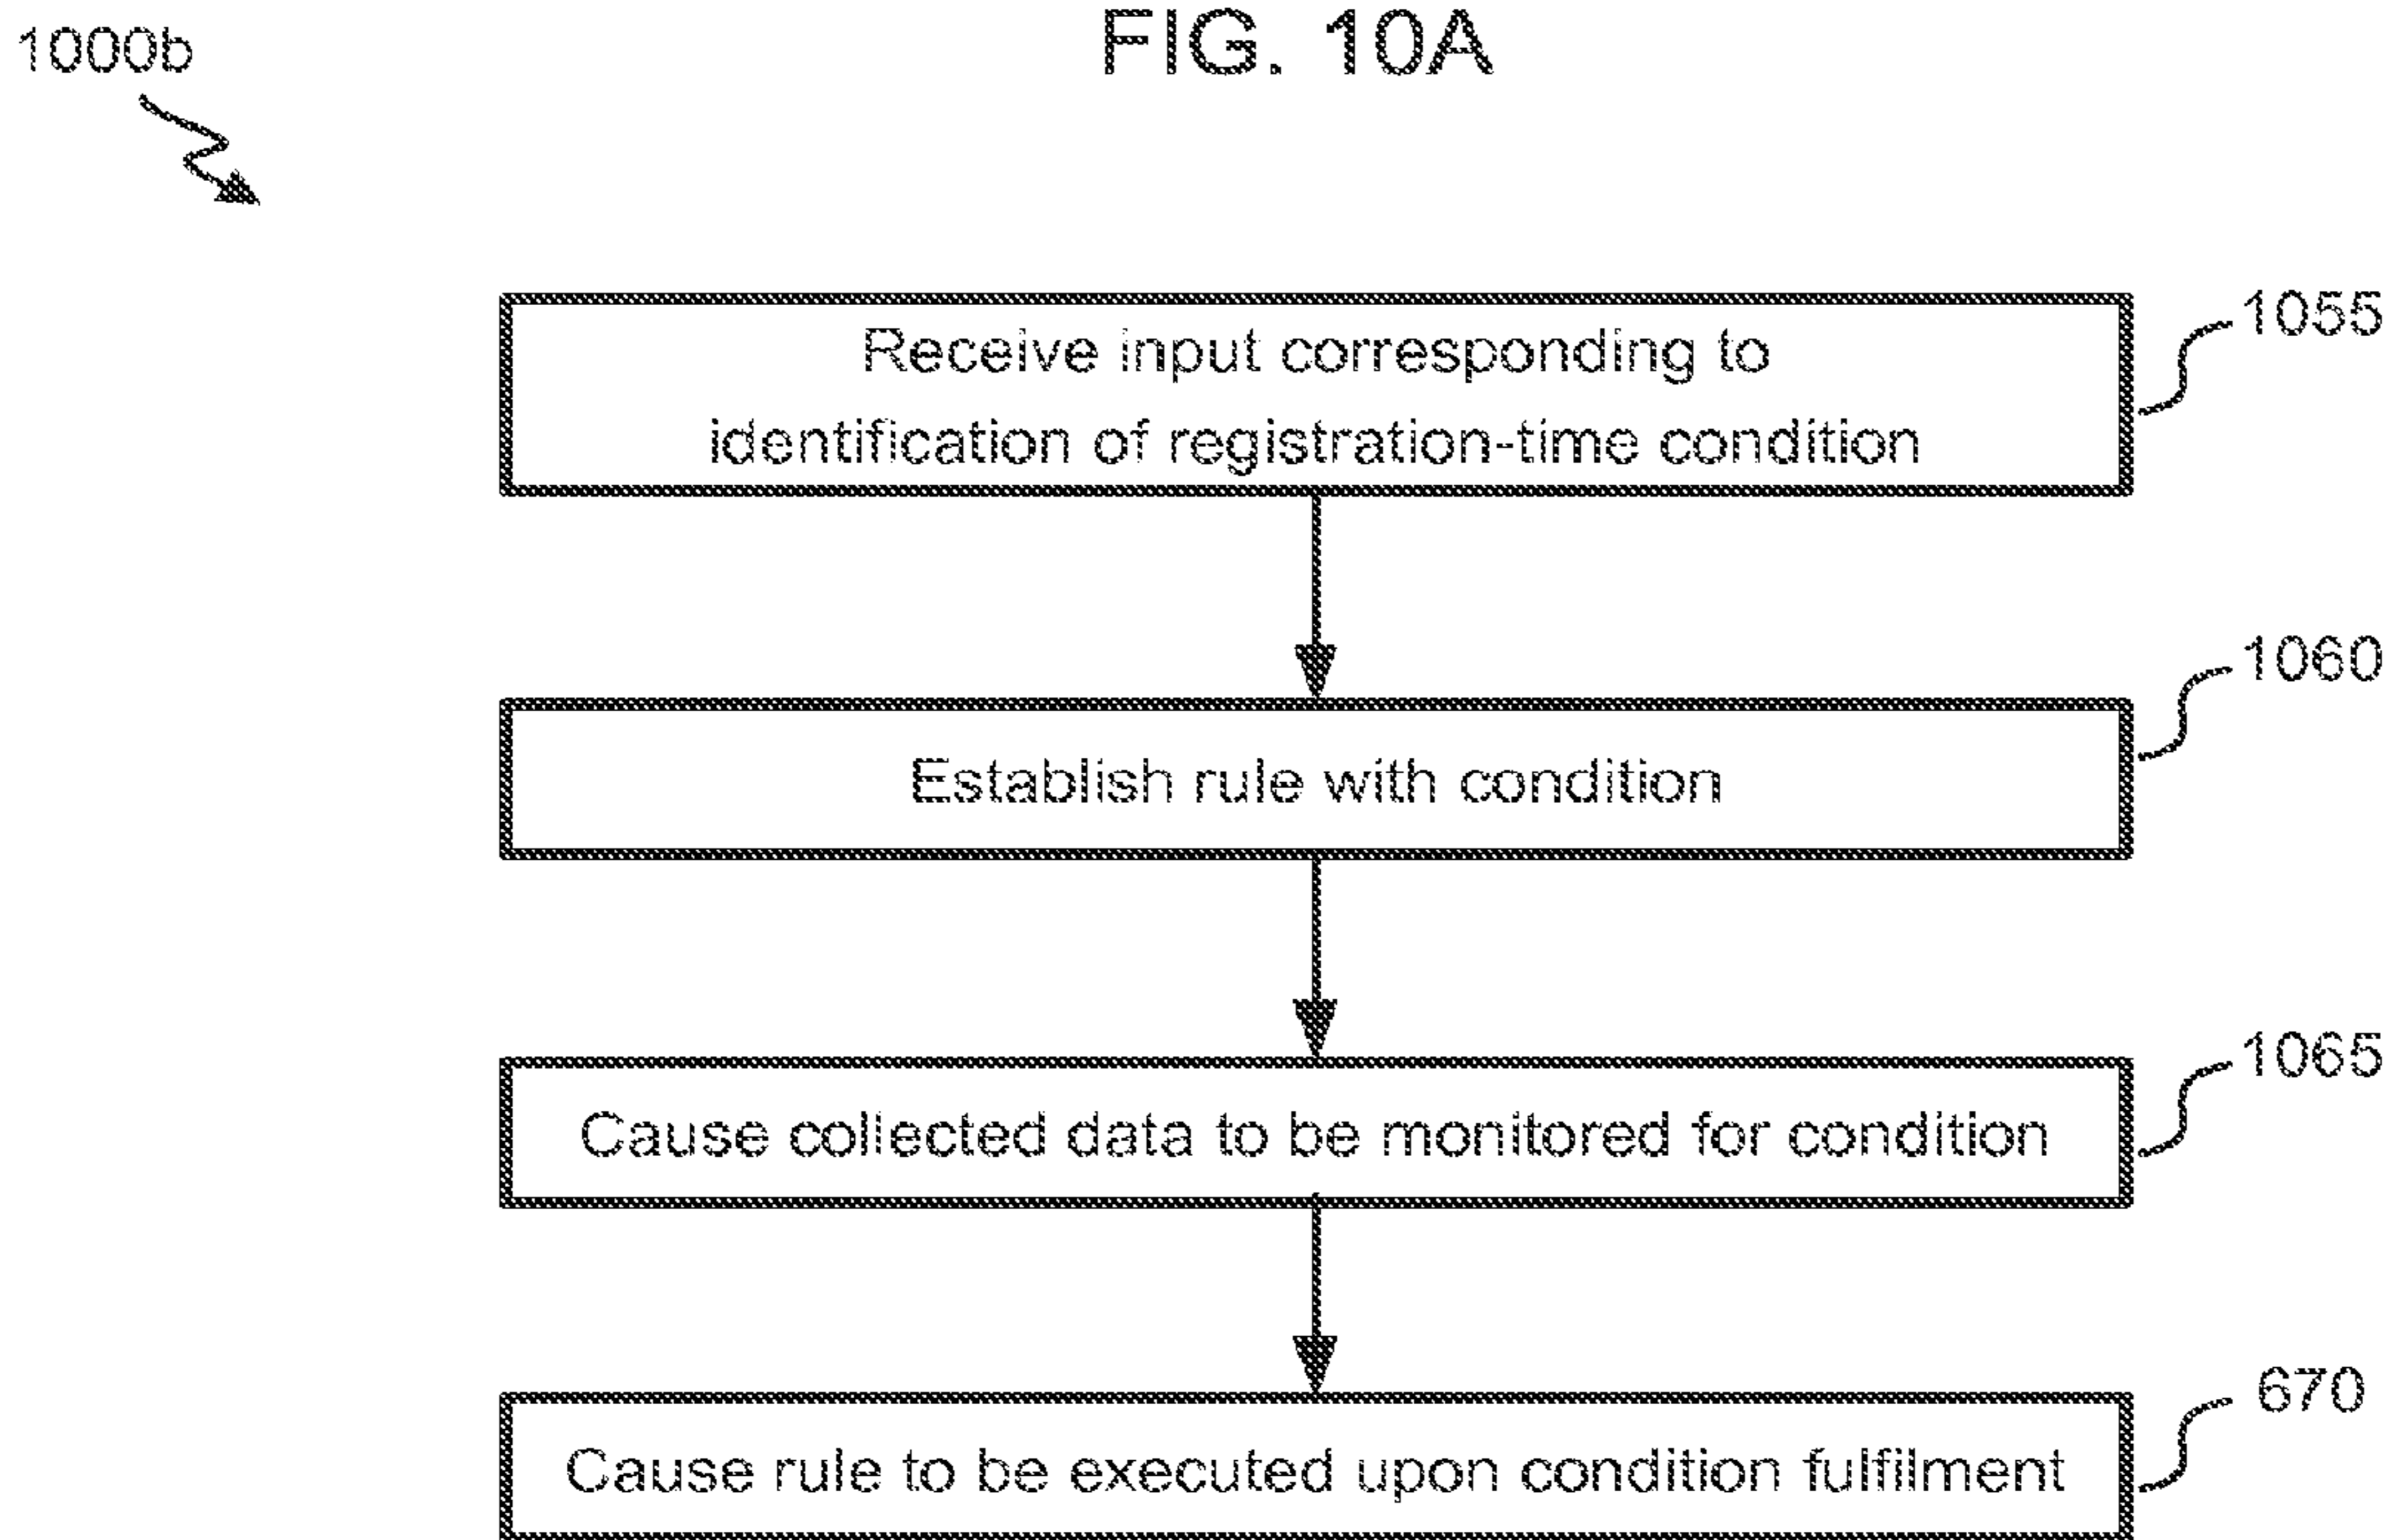 FIG. 10A
1000b
Receive input corresponding to
identification of registration-time condition
1055
Establish rule with condition
1060
Cause collected data to be monitored for condition
1065
Cause rule to be executed upon condition fulfilment
670